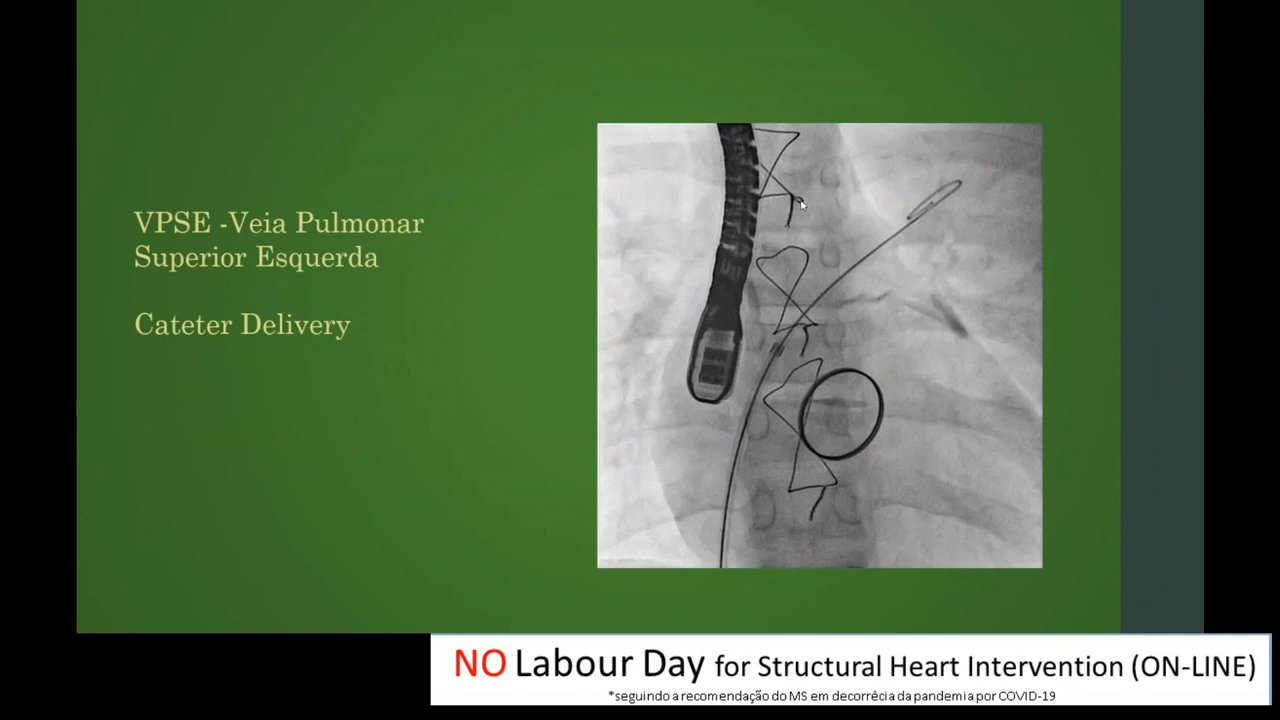 VPSE -Veia Pulmonar
Superior Esquerda
Cateter Delivery
NO Labour Day for Structural Heart Intervention (ON-LINE)
*seguindo a recomendação do MS em decorrêcia da pandemia por COVID-19